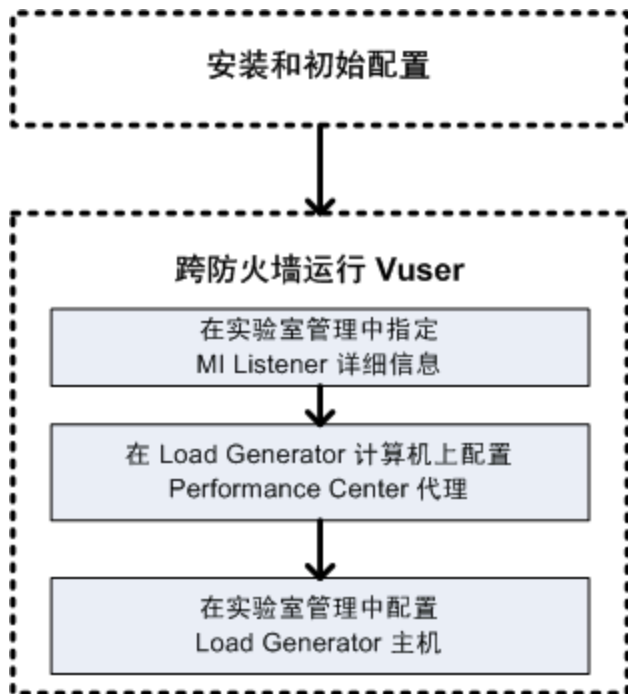 安装和初始配置
跨防火墙运行 Vuser
在实验室管理中指定
MI Listener 详细信息
在 Load Generator 计算机上配置
Performance Center 代理
在实验室管理中配置
Load Generator 主机